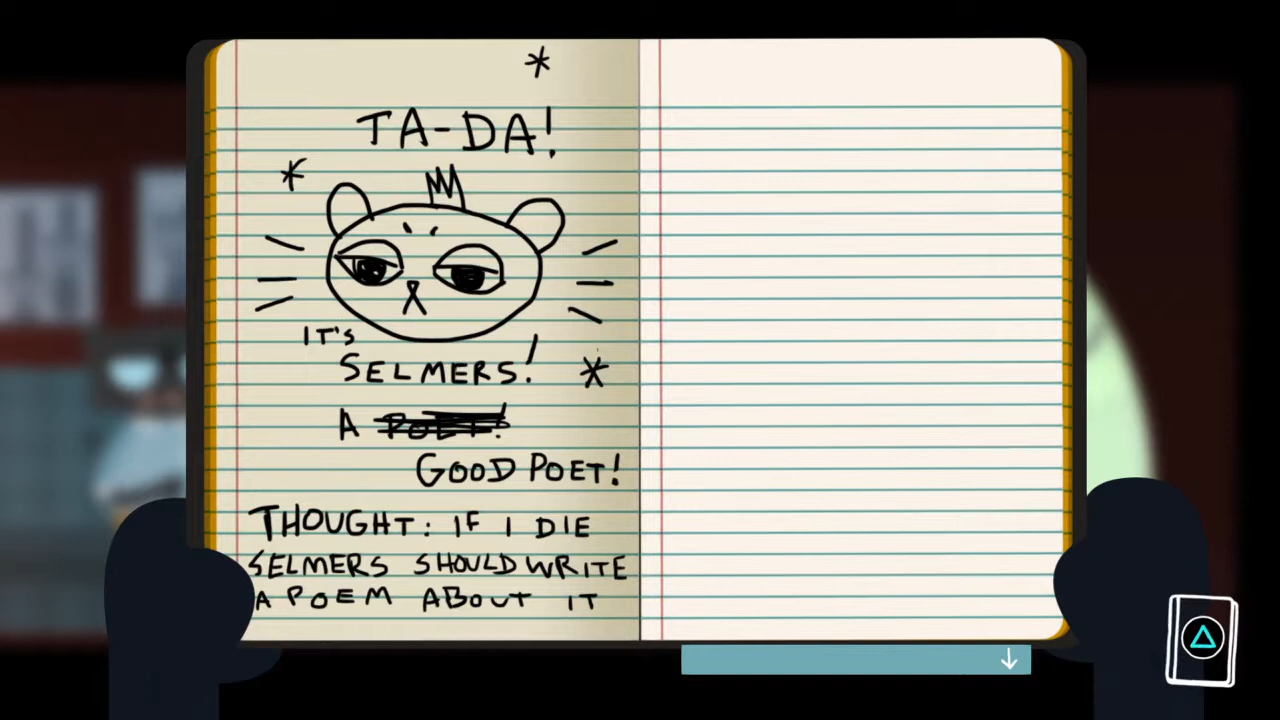 TA-DA!
IT'S
SELMERS!
A POET!
GOOD POET!
THOUGHT: IF I DIE
SELMERS SHOULD WRITE
A POEM ABOUT IT